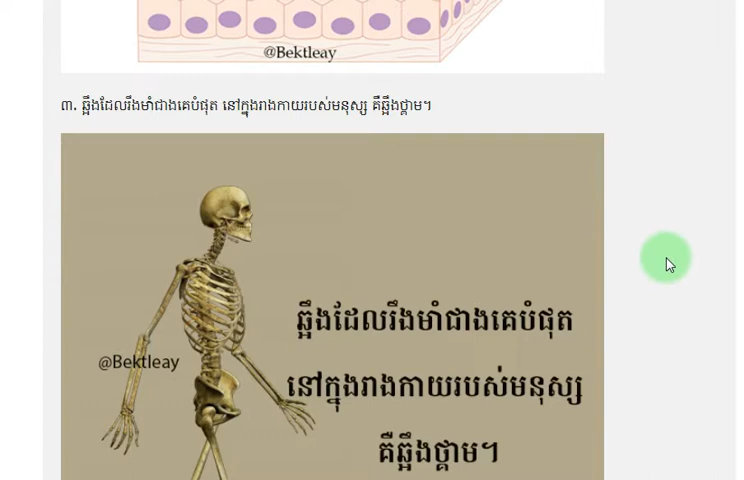 @Bektleay
៣. ឆ្អឹងដែលរឹងមាំជាងគេបំផុត នៅក្នុងរាងកាយរបស់មនុស្ស គឺឆ្អឹងថ្គាម។
ឆ្អឹងដែលរឹងមាំជាងគេបំផុត
@Bektleay
នៅក្នុងរាងកាយរបស់មនុស្ស
គឺឆ្អឹងថ្គាម។